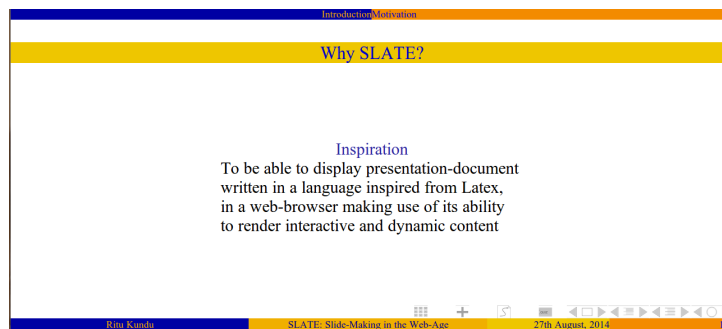 Introduction Motivation
Why SLATE?
Inspiration
To be able to display presentation-document
written in a language inspired from Latex,
in a web-browser making use of its ability
to render interactive and dynamic content
Ritu Kundu SLATE: Slide-Making in the Web-Age 27th August, 2014